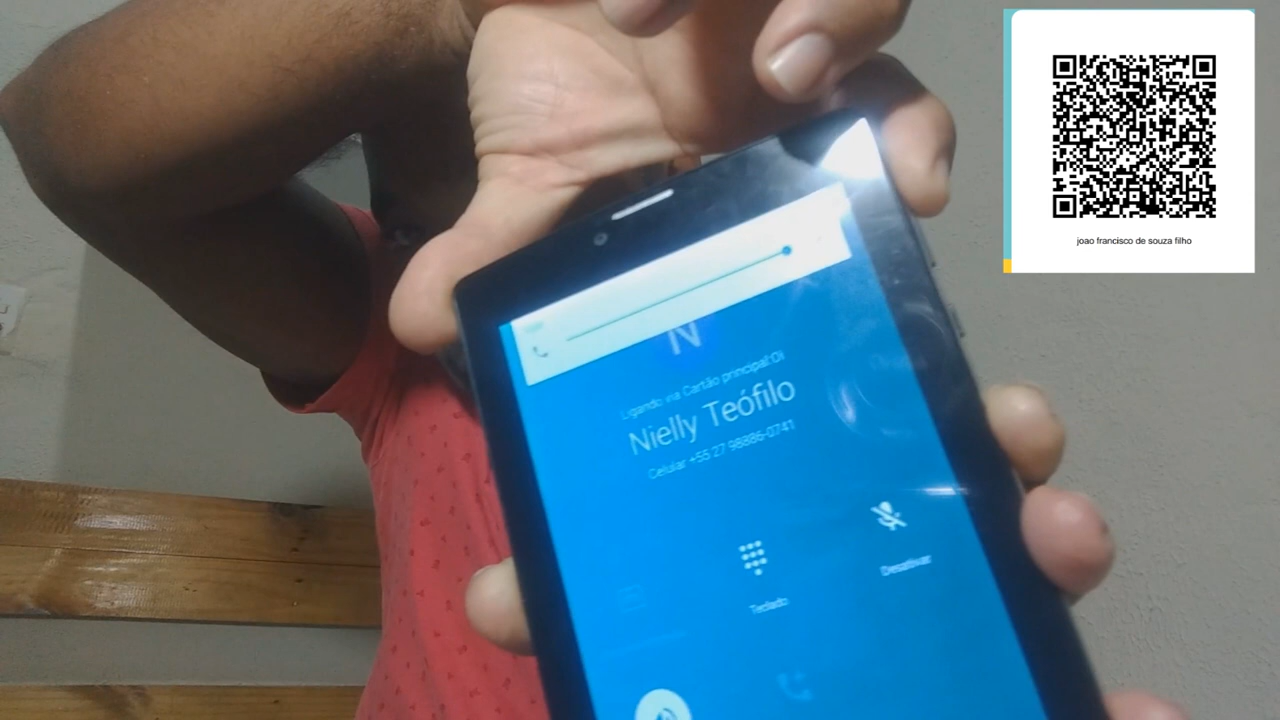 N
Ligando via Cartão principal:Oi
Nielly Teófilo
Celular +55 27 98886-0741
Desativar
Teclado
joao francisco de souza filho